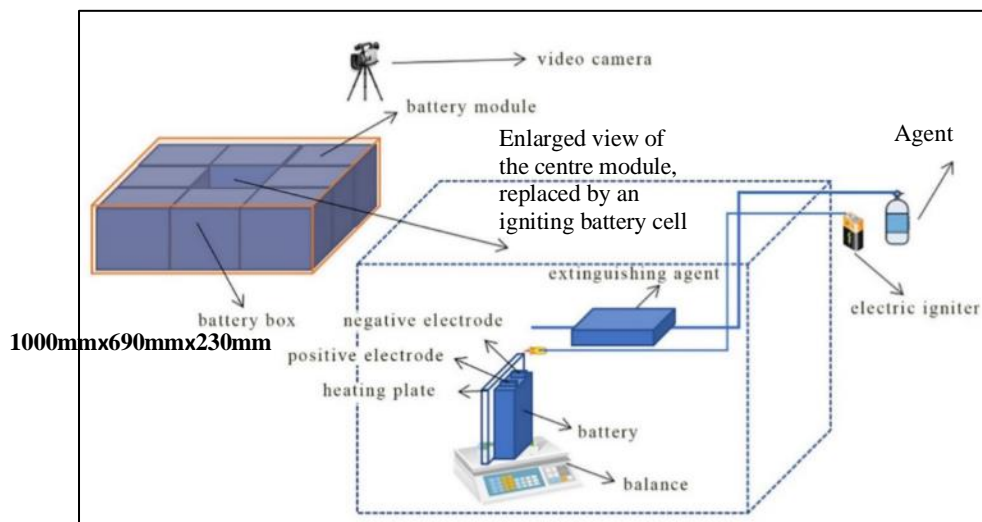 video camera
battery module
Enlarged view of
the centre module,
replaced by an
igniting battery cell
Agent
extinguishing agent
electric igniter
battery box
negative electrode
1000mmx690mmx230mm
positive electrode
heating plate
battery
balance